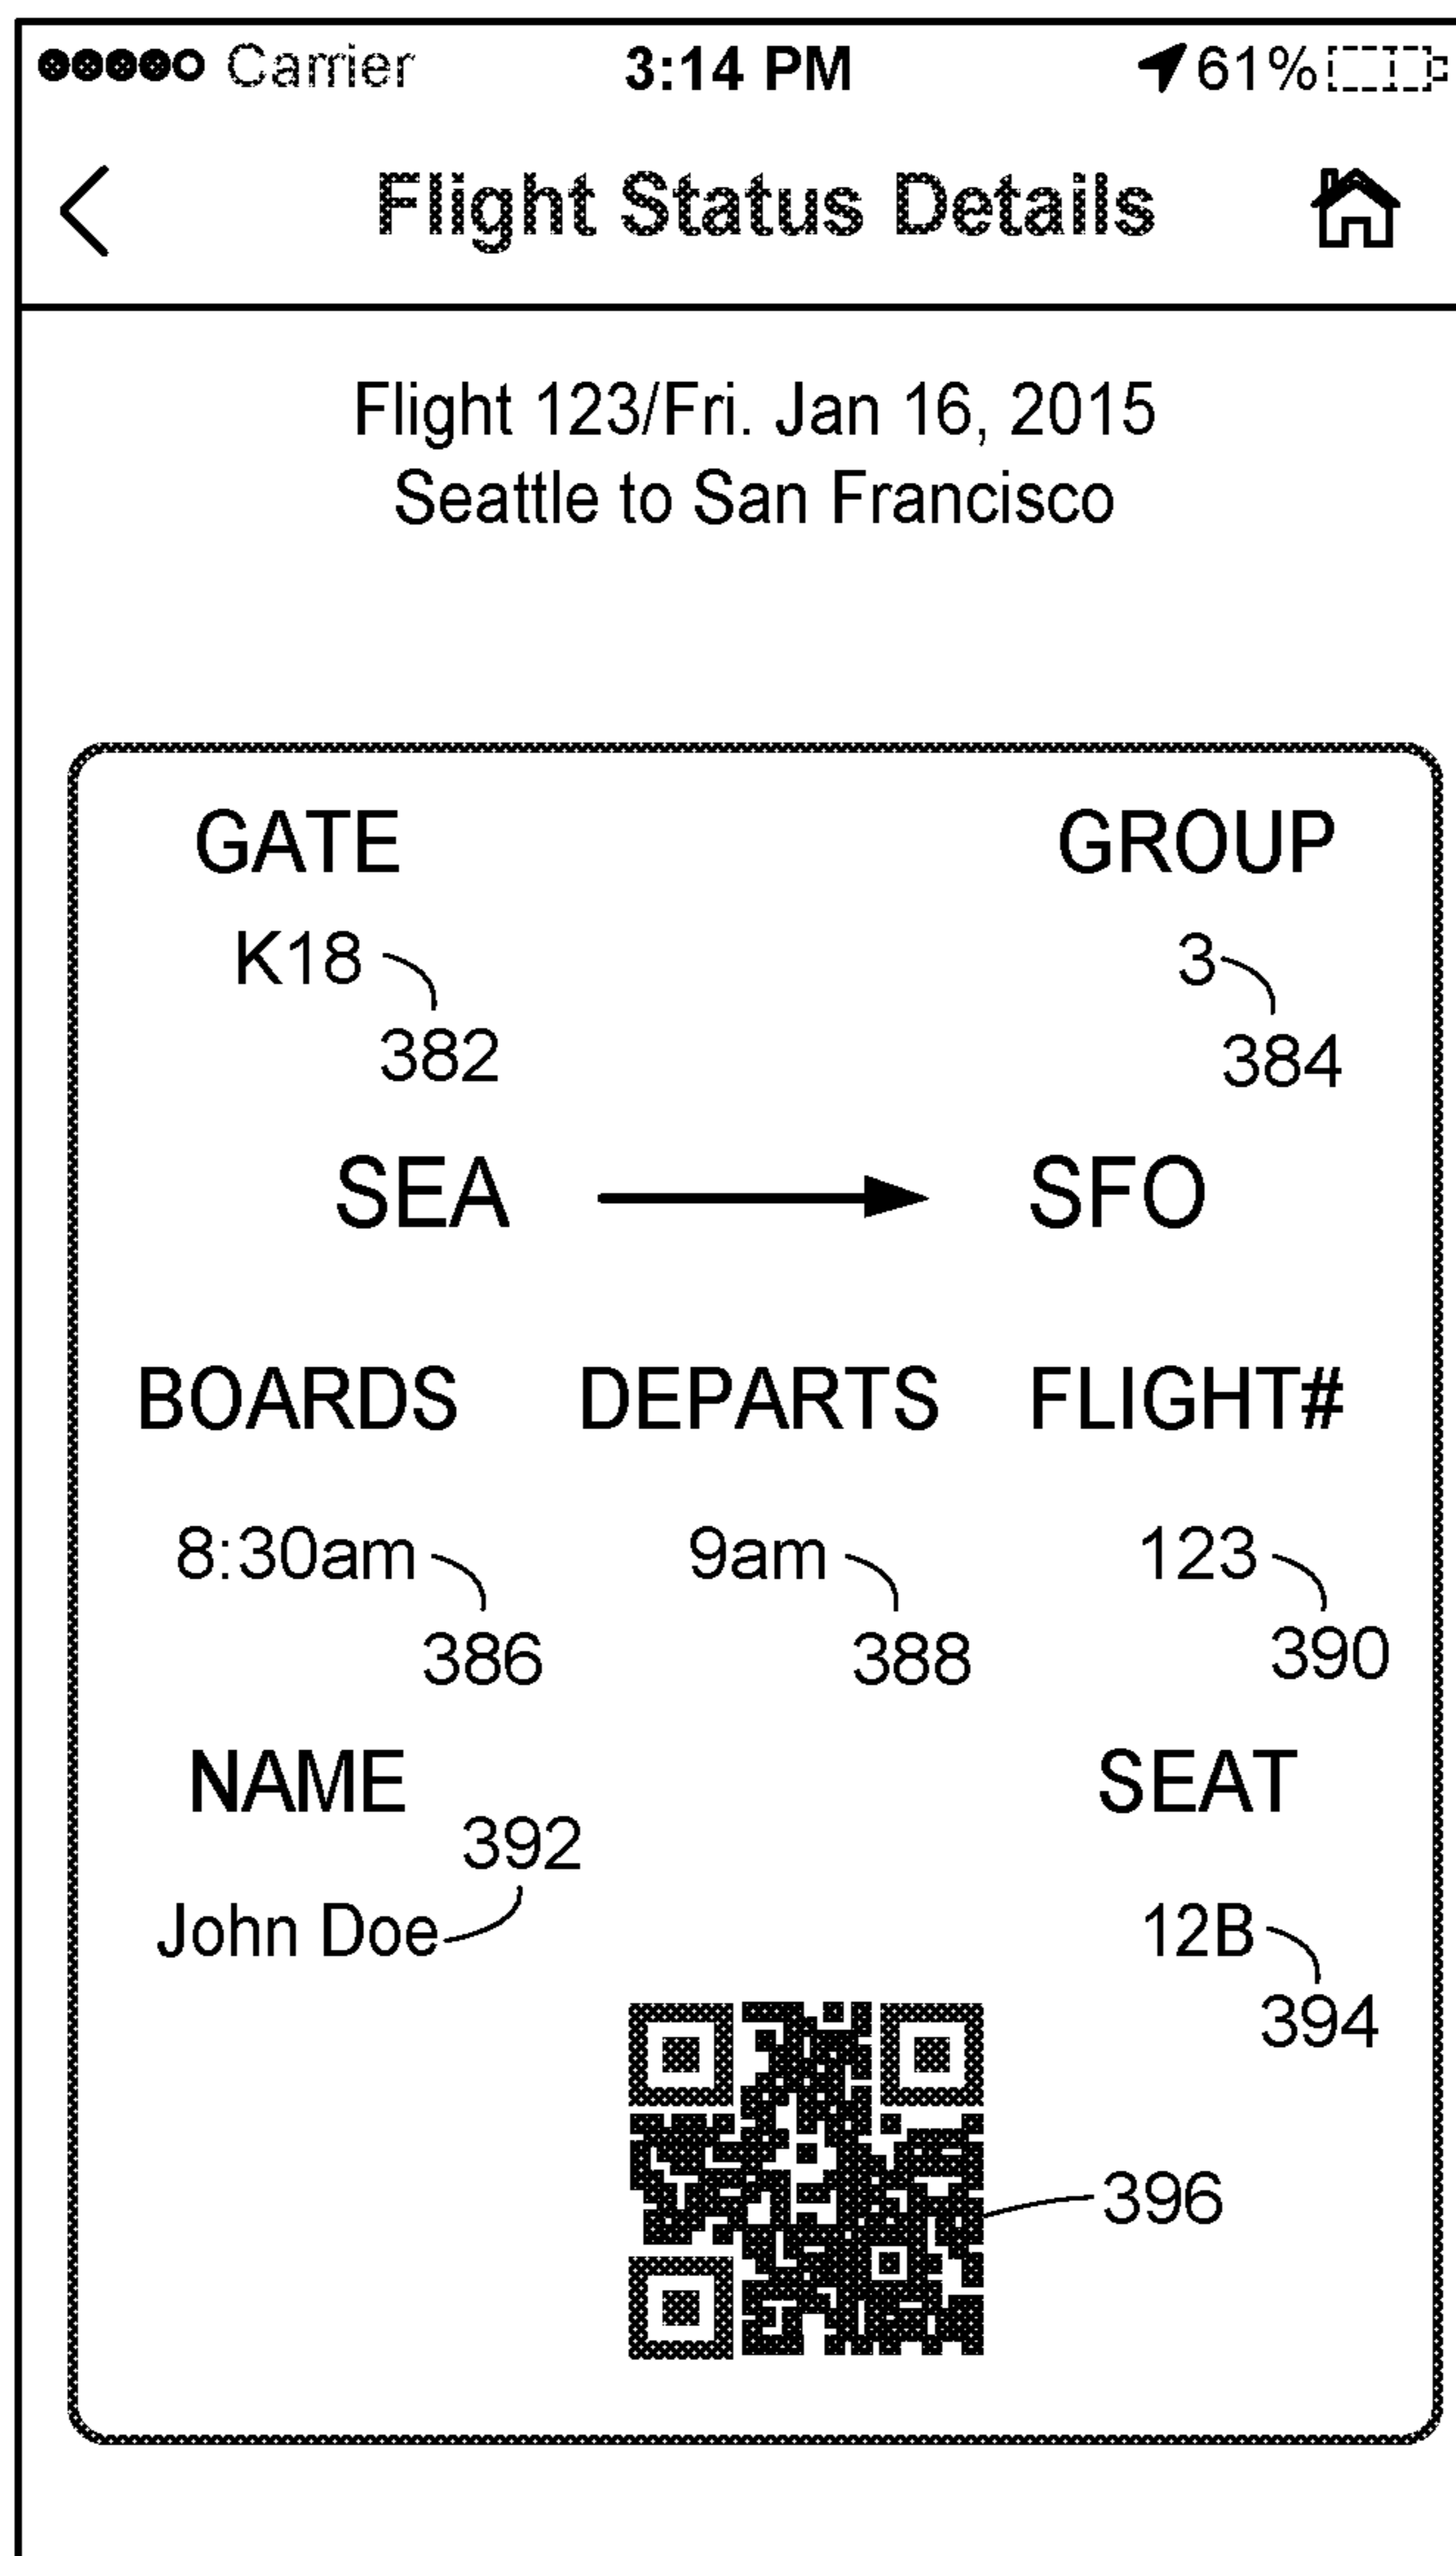 Carrier 3:14 PM 61%
Flight Status Details
Flight 123/Fri. Jan 16, 2015
Seattle to San Francisco
GATE GROUP
K18 3
382 384
SEA SFO
BOARDS DEPARTS FLIGHT#
8:30am 9am 123
386 388 390
NAME SEAT
392
John Doe 12B
394
396